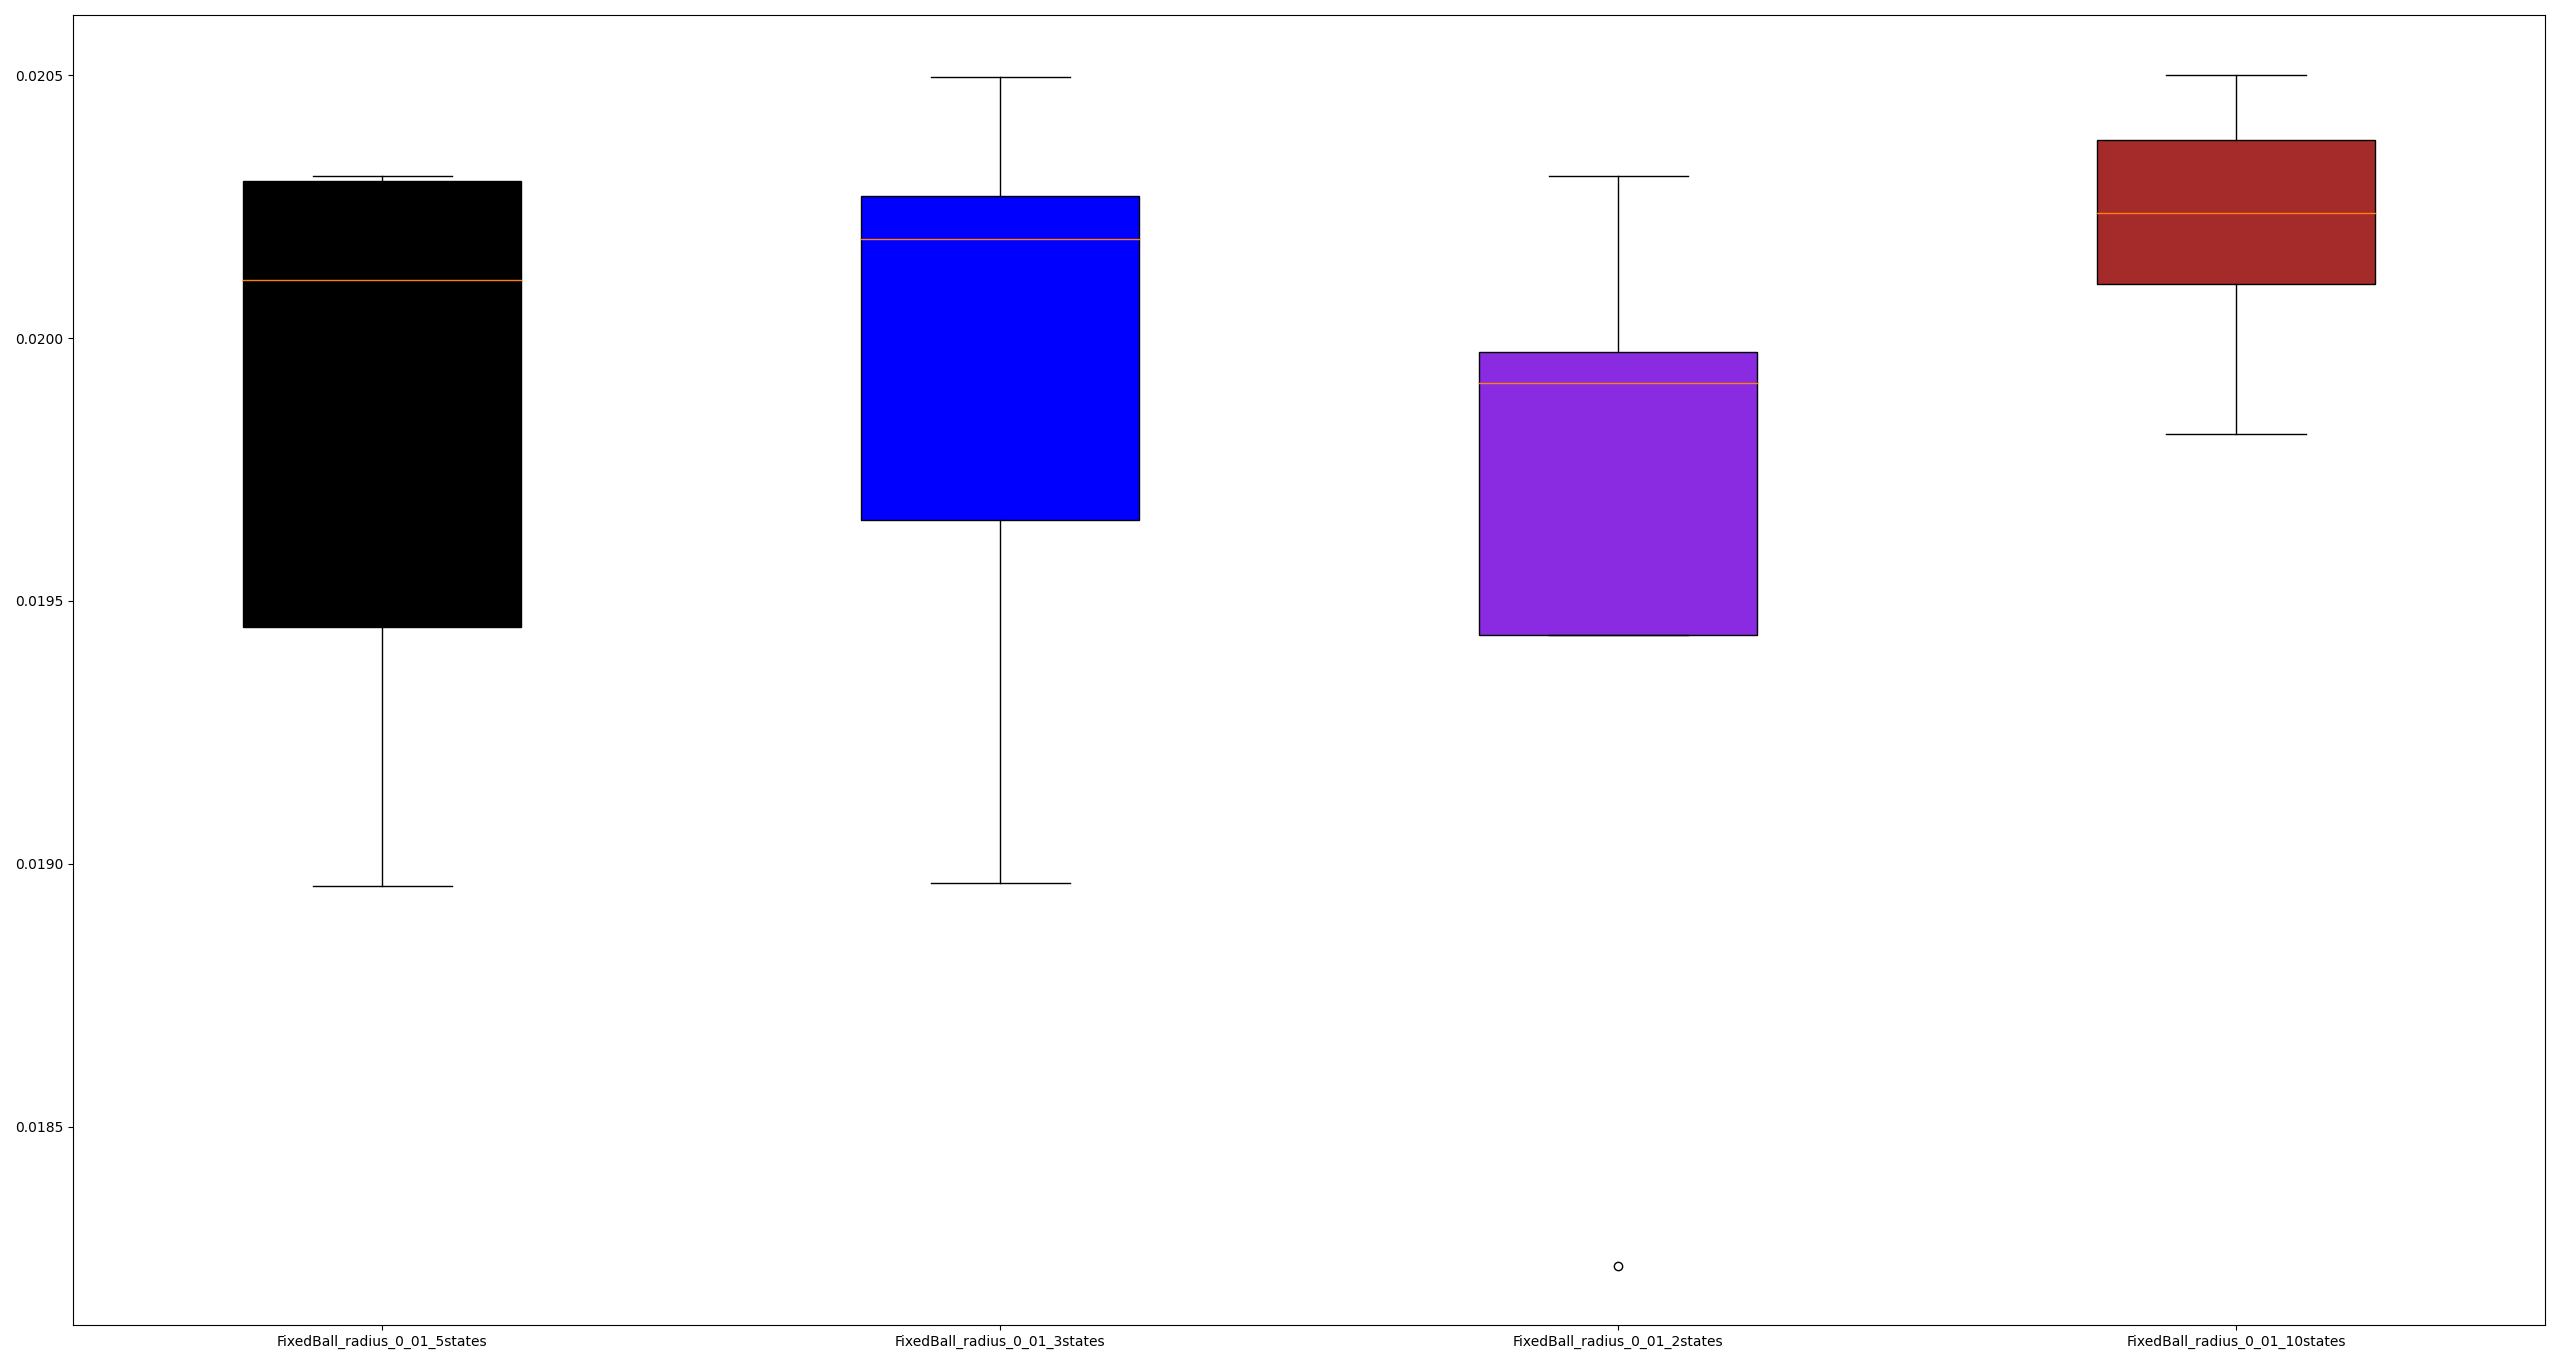 0.0205
0.0200
0.0195
0.0190
0.0185
FixedBall_radius_0_01_5states
FixedBall_radius_0_01_3states
FixedBall_radius_0_01_2states
FixedBall_radius_0_01_10states